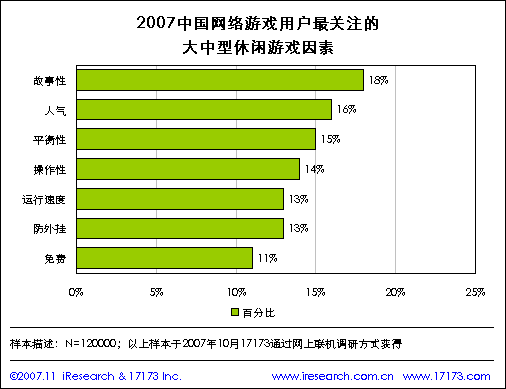 2007中国网络游戏用户最关注的
大中型休闲游戏因素
故事性 18%
人气 16%
平衡性 15%
操作性 14%
运行速度 13%
防外挂 13%
免费 11%
0% 5% 10% 15% 20% 25%
百分比
样本描述：N=120000；以上样本于2007年10月17173通过网上联机调研方式获得
©2007.11 iResearch & 17173 Inc. www.iresearch.com.cn www.17173.com